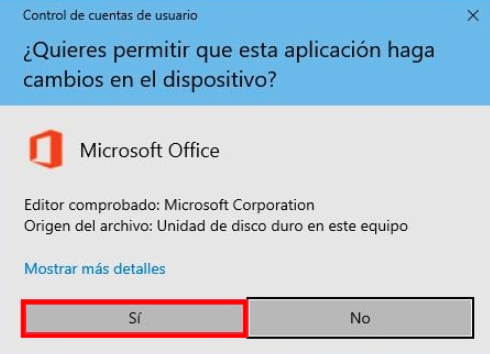 Control de cuentas de usuario
¿Quieres permitir que esta aplicación haga
cambios en el dispositivo?
Microsoft Office
Editor comprobado: Microsoft Corporation
Origen del archivo: Unidad de disco duro en este equipo
Mostrar más detalles
Sí
No